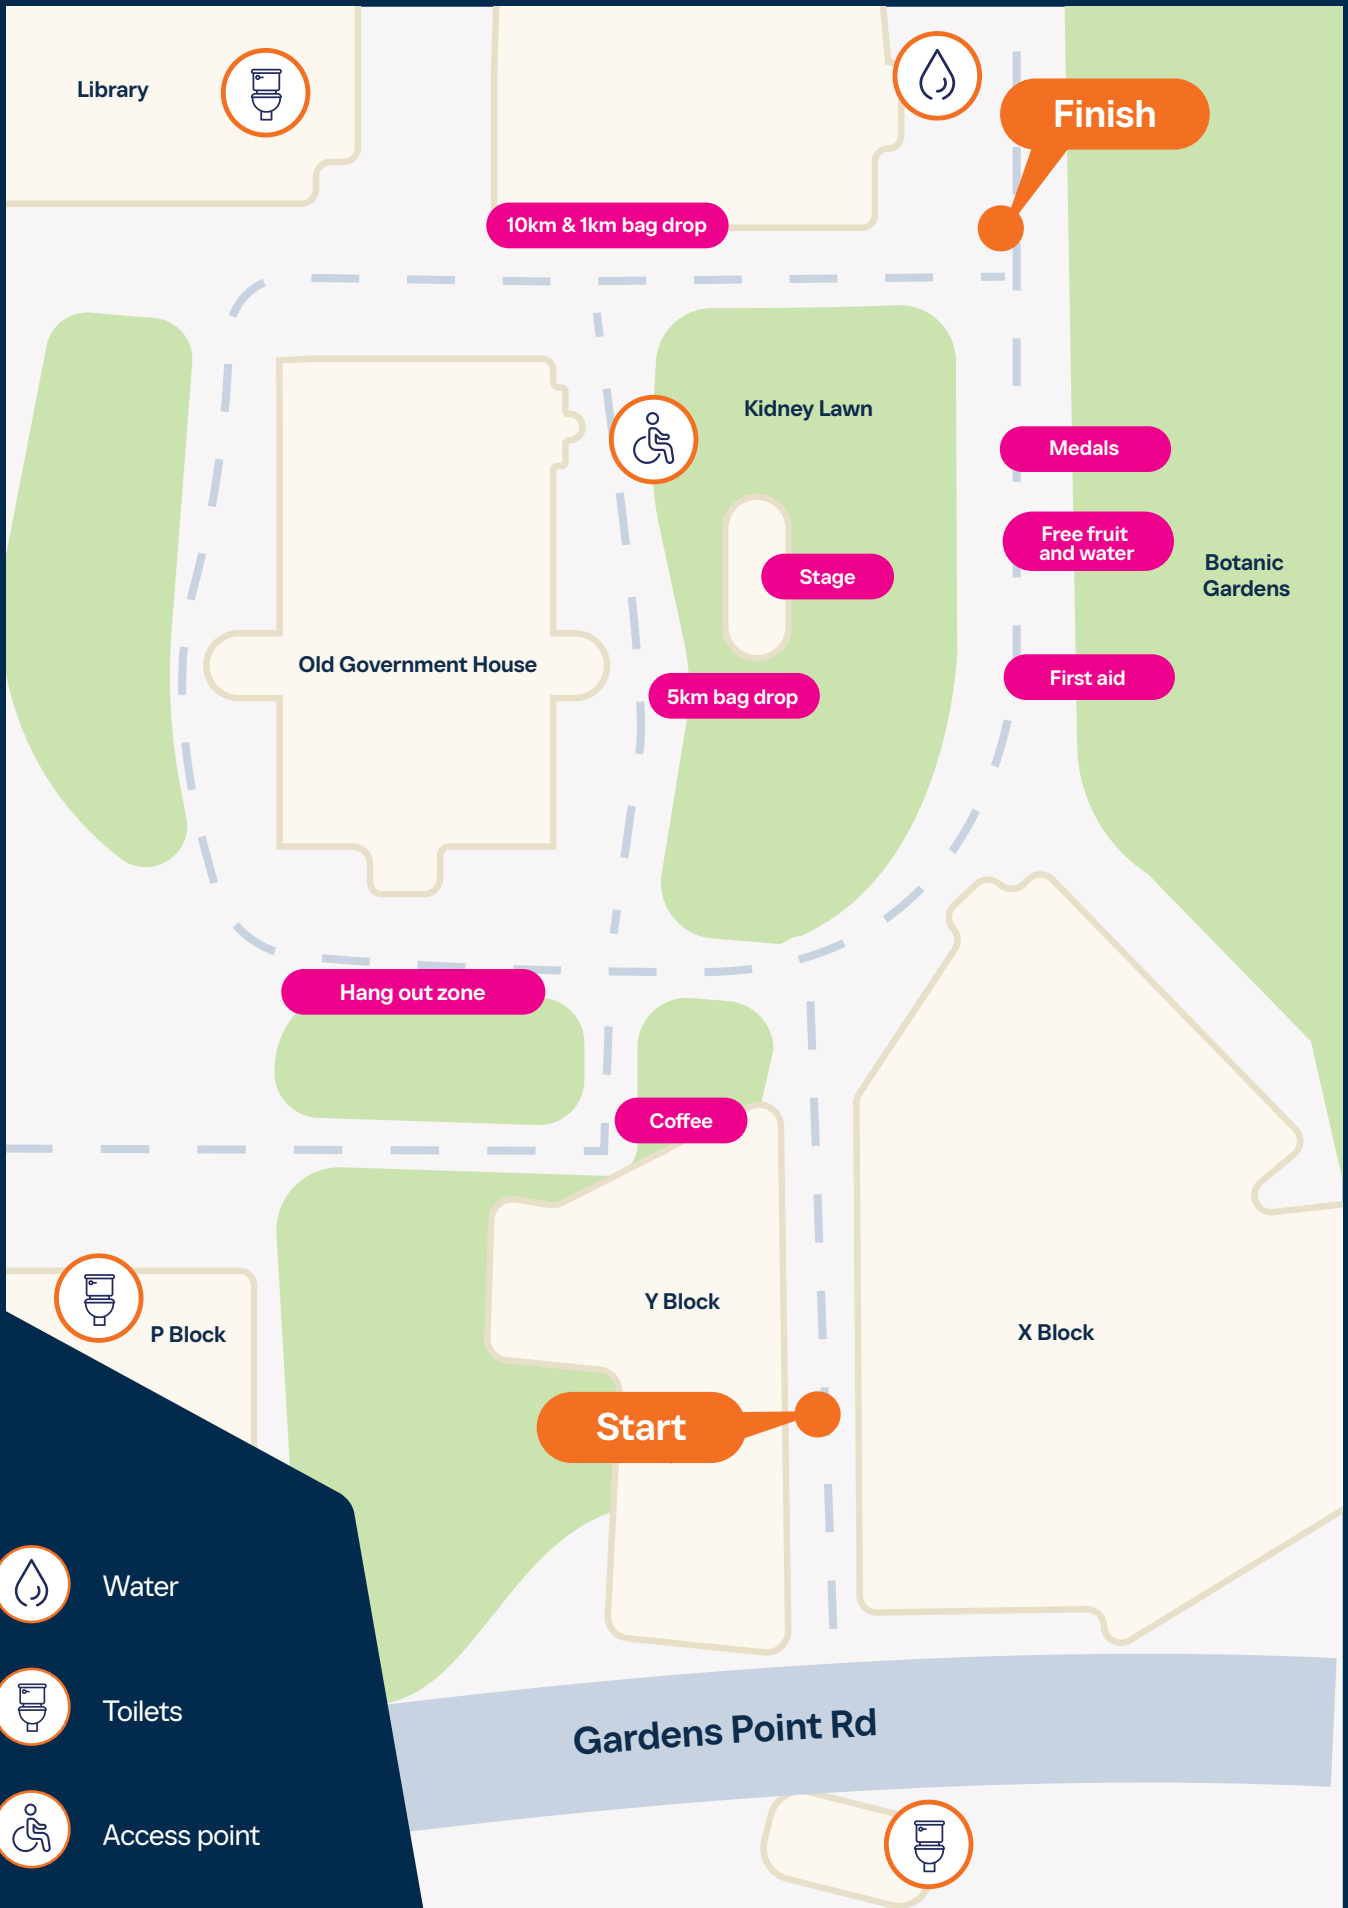 Library
Finish
10km & 1km bag drop
Kidney Lawn
Medals
Free fruit
and water
Botanic
Gardens
Stage
Old Government House
First aid
5km bag drop
Hang out zone
Coffee
Y Block
P Block
X Block
Start
Water
Toilets
Gardens Point Rd
Access point